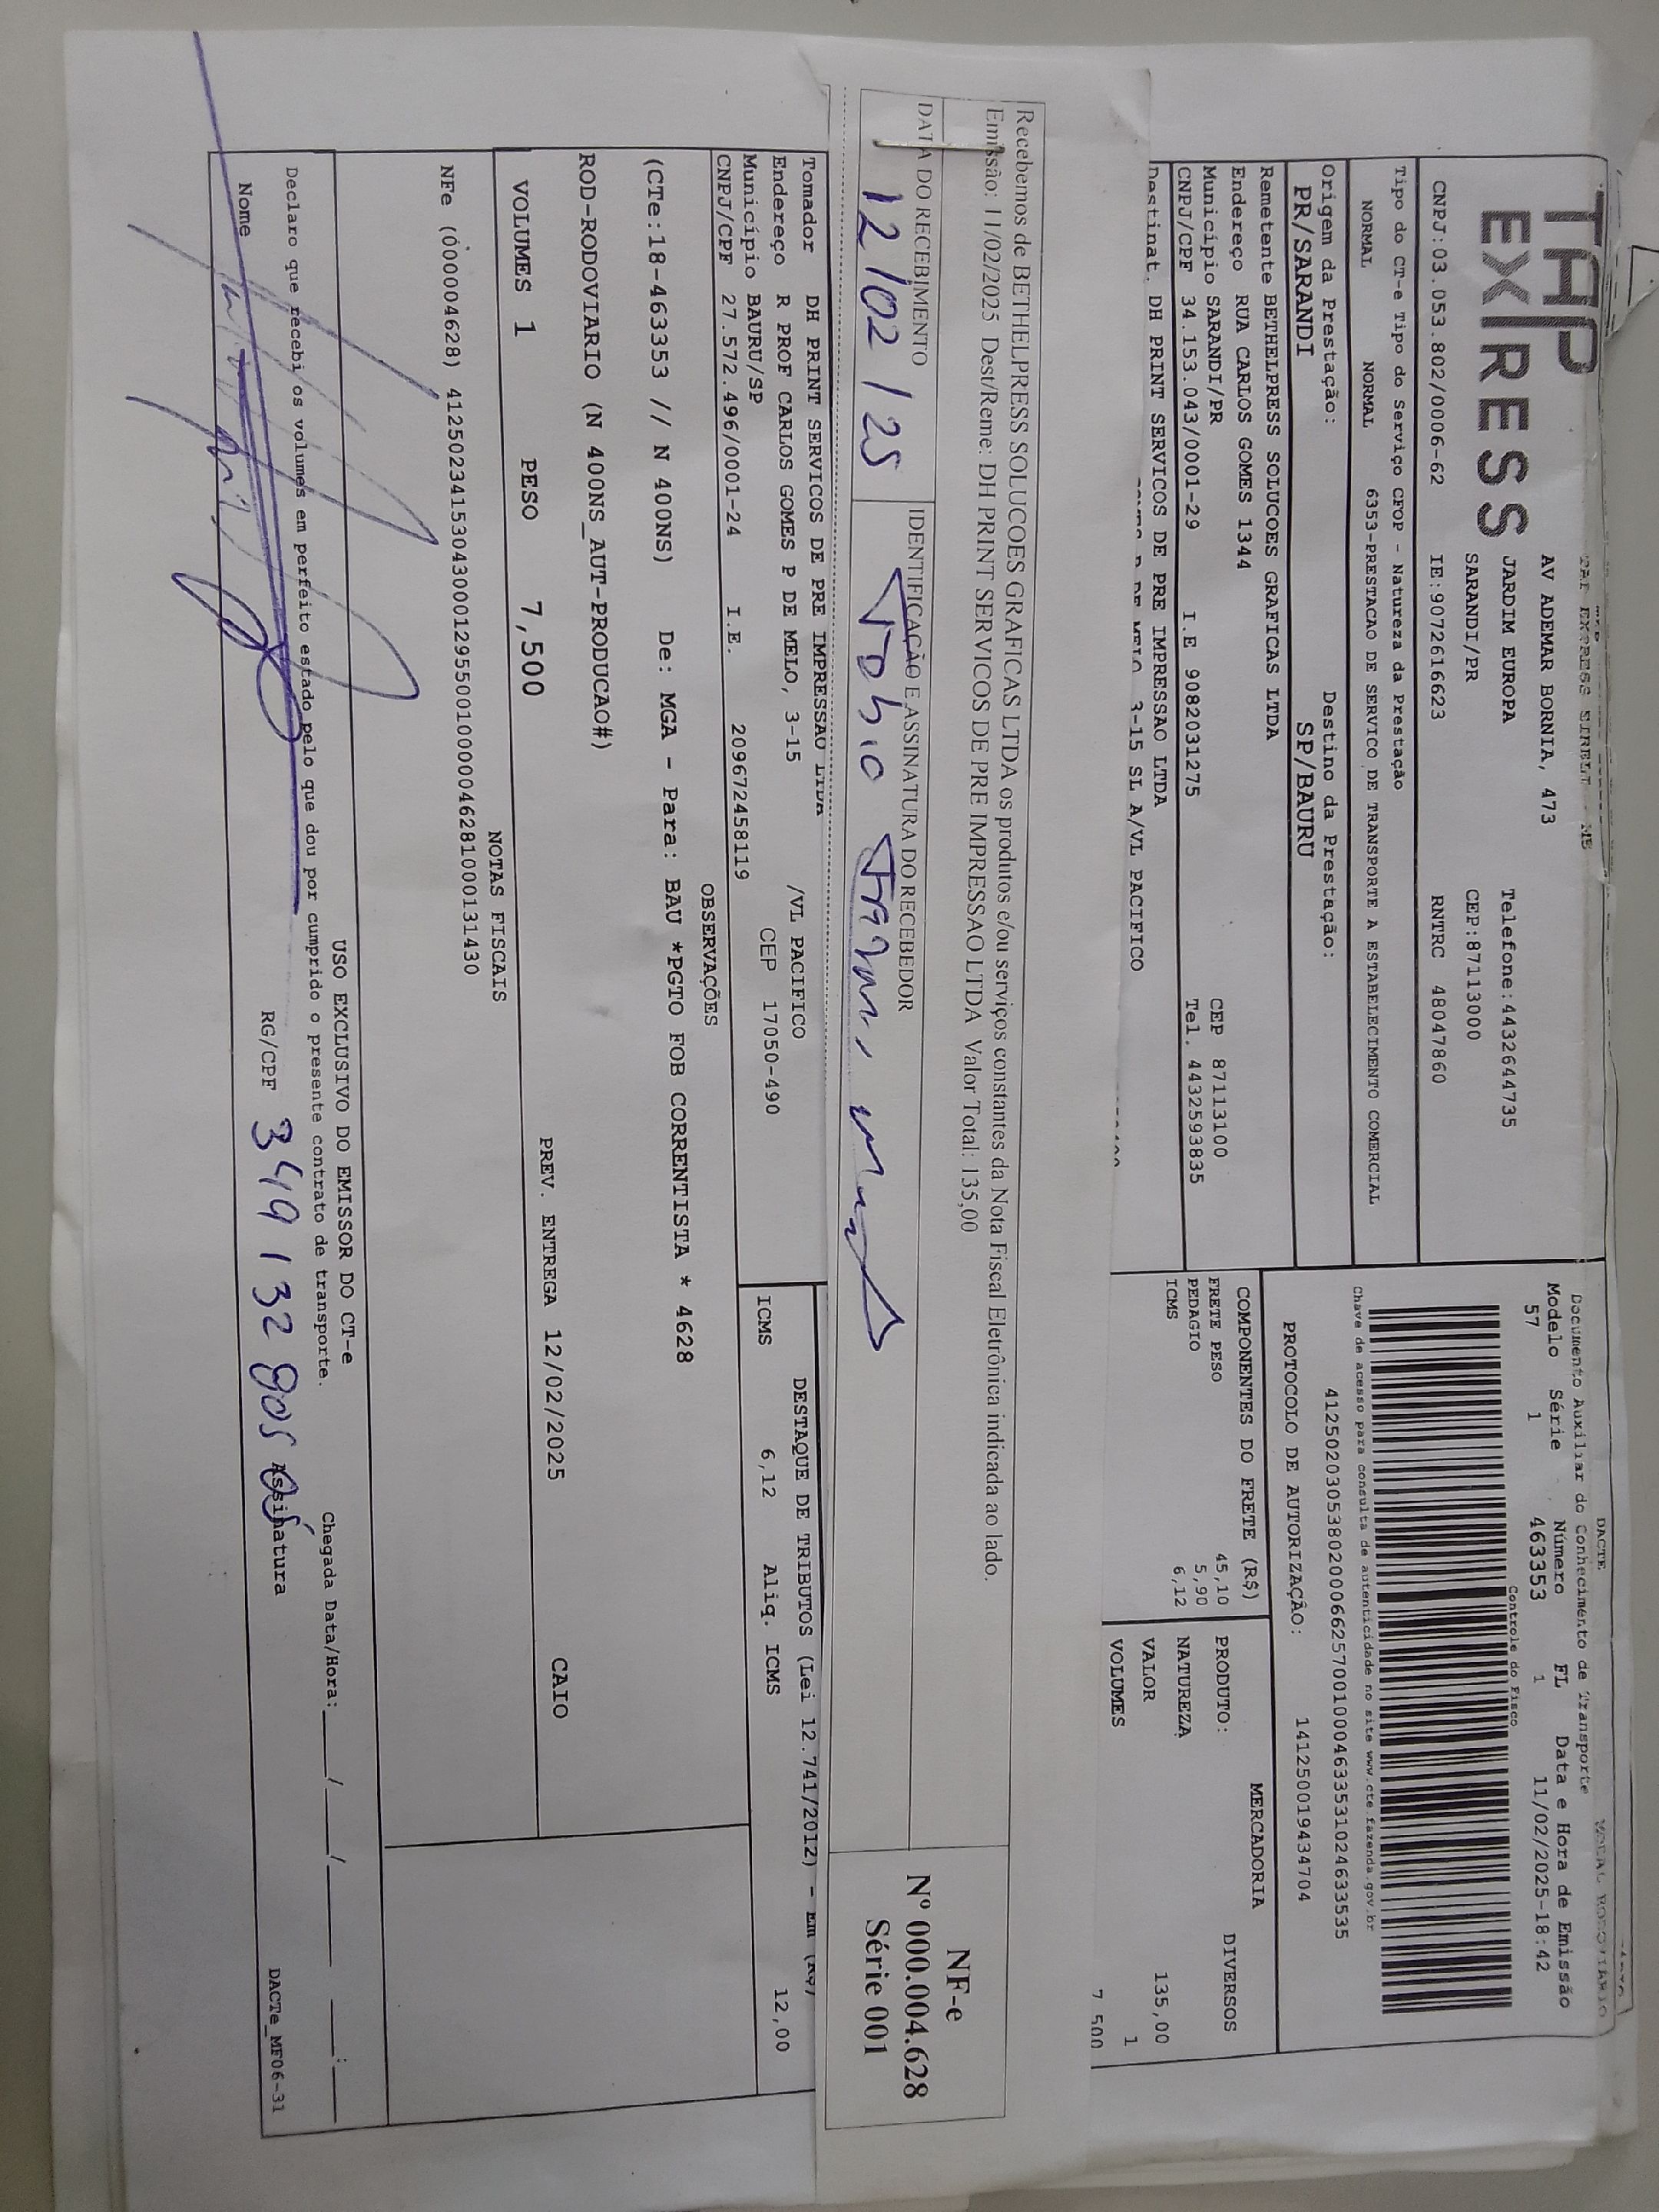 TAP
EXPRESS
AV ADEMAR BORNIA, 473
JARDIM EUROPA Telefone:4432644735
SARANDI/PR CEP:87113000
CNPJ:03.053.802/0006-62 IE:9072616623 RNTRC 48047860
Tipo do CT-e Tipo do Serviço CFOP - Natureza da Prestação
NORMAL NORMAL 6353-PRESTACAO DE SERVICO DE TRANSPORTE A ESTABELECIMENTO COMERCIAL
Origem da Prestação: Destino da Prestação:
PR/SARANDI SP/BAURU
Remetente BETHELPRESS SOLUCOES GRAFICAS LTDA
Endereço RUA CARLOS GOMES 1344
Município SARANDI/PR CEP 87113100
CNPJ/CPF 34.153.043/0001-29 I.E 9082031275 Tel. 4432593835
Destinat. DH PRINT SERVICOS DE PRE IMPRESSAO LTDA
3-15 SL A/VL PACIFICO
DACTE
Documento Auxiliar do Conhecimento de Transporte
Modelo Série Número FL Data e Hora de Emissão
57 1 463353 1 11/02/2025-18:42
Controle do Fisco
Chave de acesso para consulta de autenticidade no site www.cte.fazenda.gov.br
41250203053802000662570010004633531024633535
PROTOCOLO DE AUTORIZAÇÃO: 141250019434704
COMPONENTES DO FRETE (R$)
FRETE PESO 45,10
PEDAGIO 5,90
ICMS 6,12
MERCADORIA
PRODUTO: DIVERSOS
NATUREZA
VALOR 135,00
VOLUMES 1
7,500
Recebemos de BETHELPRESS SOLUCOES GRAFICAS LTDA os produtos e/ou serviços constantes da Nota Fiscal Eletrônica indicada ao lado.
Emissão: 11/02/2025 Dest/Reme: DH PRINT SERVICOS DE PRE IMPRESSAO LTDA Valor Total: 135,00
DATA DO RECEBIMENTO IDENTIFICAÇÃO E ASSINATURA DO RECEBEDOR
12/02/25
NF-e
Nº 000.004.628
Série 001
Tomador DH PRINT SERVICOS DE PRE IMPRESSAO LTDA
Endereço R PROF CARLOS GOMES P DE MELO, 3-15 /VL PACIFICO
Município BAURU/SP CEP 17050-490
CNPJ/CPF 27.572.496/0001-24 I.E. 209672458119
DESTAQUE DE TRIBUTOS (Lei 12.741/2012) - Em (R$)
ICMS 6,12 Aliq. ICMS 12,00
OBSERVAÇÕES
(CTe:18-463353 // N 400NS) De: MGA - Para: BAU *PGTO FOB CORRENTISTA * 4628
ROD-RODOVIARIO (N 400NS_AUT-PRODUCAO#)
VOLUMES 1 PESO 7,500 PREV. ENTREGA 12/02/2025 CAIO
NOTAS FISCAIS
NFe (000004628) 41250234153043000129550010000046281000131430
USO EXCLUSIVO DO EMISSOR DO CT-e
Declaro que recebi os volumes em perfeito estado pelo que dou por cumprido o presente contrato de transporte. Chegada Data/Hora:___/___/_____ ___:___
Nome RG/CPF Assinatura DACTe_MF06-31